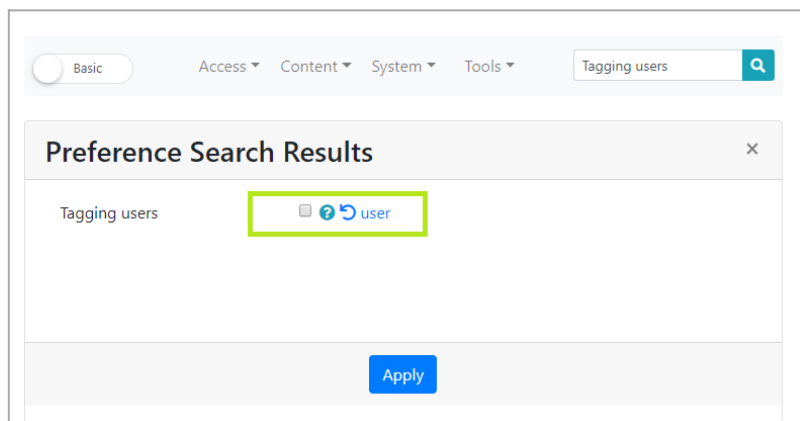 Basic Access Content System Tools Tagging users
Preference Search Results ×
Tagging users ? user
Apply